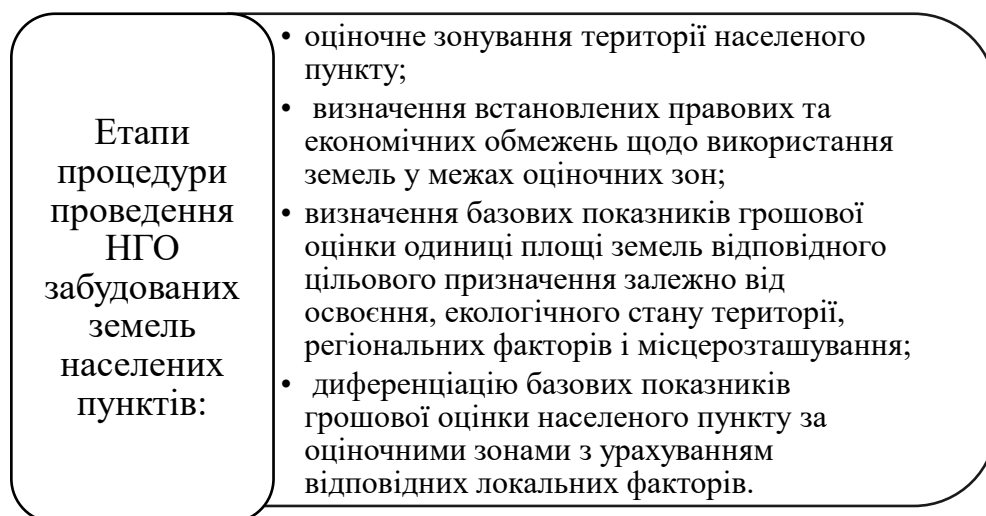 Етапи
процедури
проведення
НГО
забудованих
земель
населених
пунктів:
• оціночне зонування території населеного
пункту;
• визначення встановлених правових та
економічних обмежень щодо використання
земель у межах оціночних зон;
• визначення базових показників грошової
оцінки одиниці площі земель відповідного
цільового призначення залежно від
освоєння, екологічного стану території,
регіональних факторів і місцерозташування;
• диференціацію базових показників
грошової оцінки населеного пункту за
оціночними зонами з урахуванням
відповідних локальних факторів.